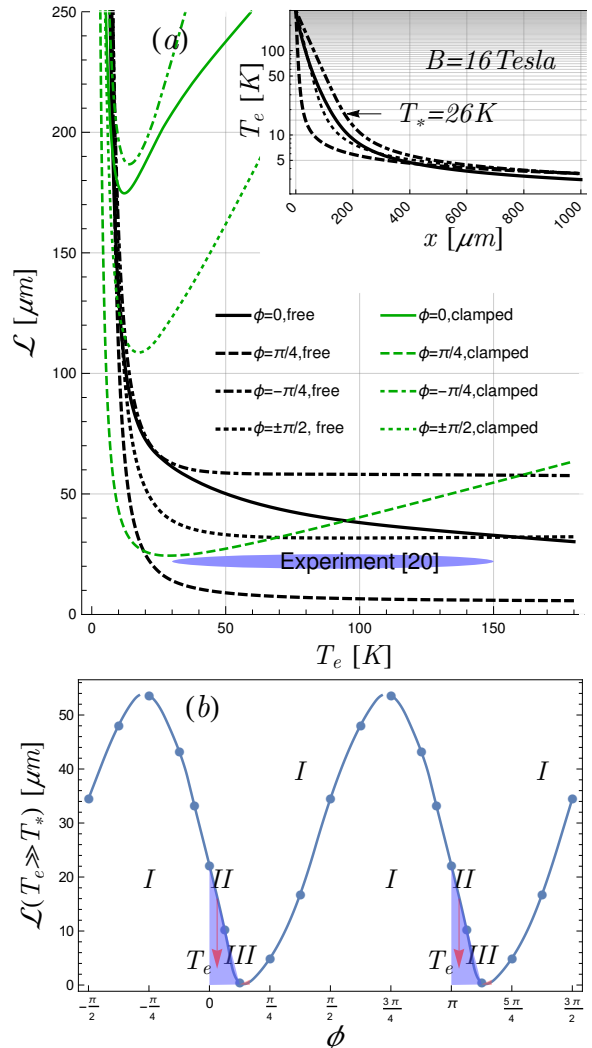 (a)
250
200
150
100
50
0
ℒ [μm]
0
50
100
150
T_e [K]
T_e [K]
100
50
10
5
B=16 Tesla
T_*=26K
0
200
400
600
800
1000
x [μm]
ϕ=0,free
ϕ=0,clamped
ϕ=π/4,free
ϕ=π/4,clamped
ϕ=−π/4,free
ϕ=−π/4,clamped
ϕ=±π/2, free
ϕ=±π/2,clamped
Experiment [20]
(b)
ℒ(T_e≫T_*) [μm]
50
40
30
20
10
0
I
I
I
I
II
II
III
III
T_e
T_e
−π/2
−π/4
0
π/4
π/2
3π/4
π
5π/4
3π/2
ϕ